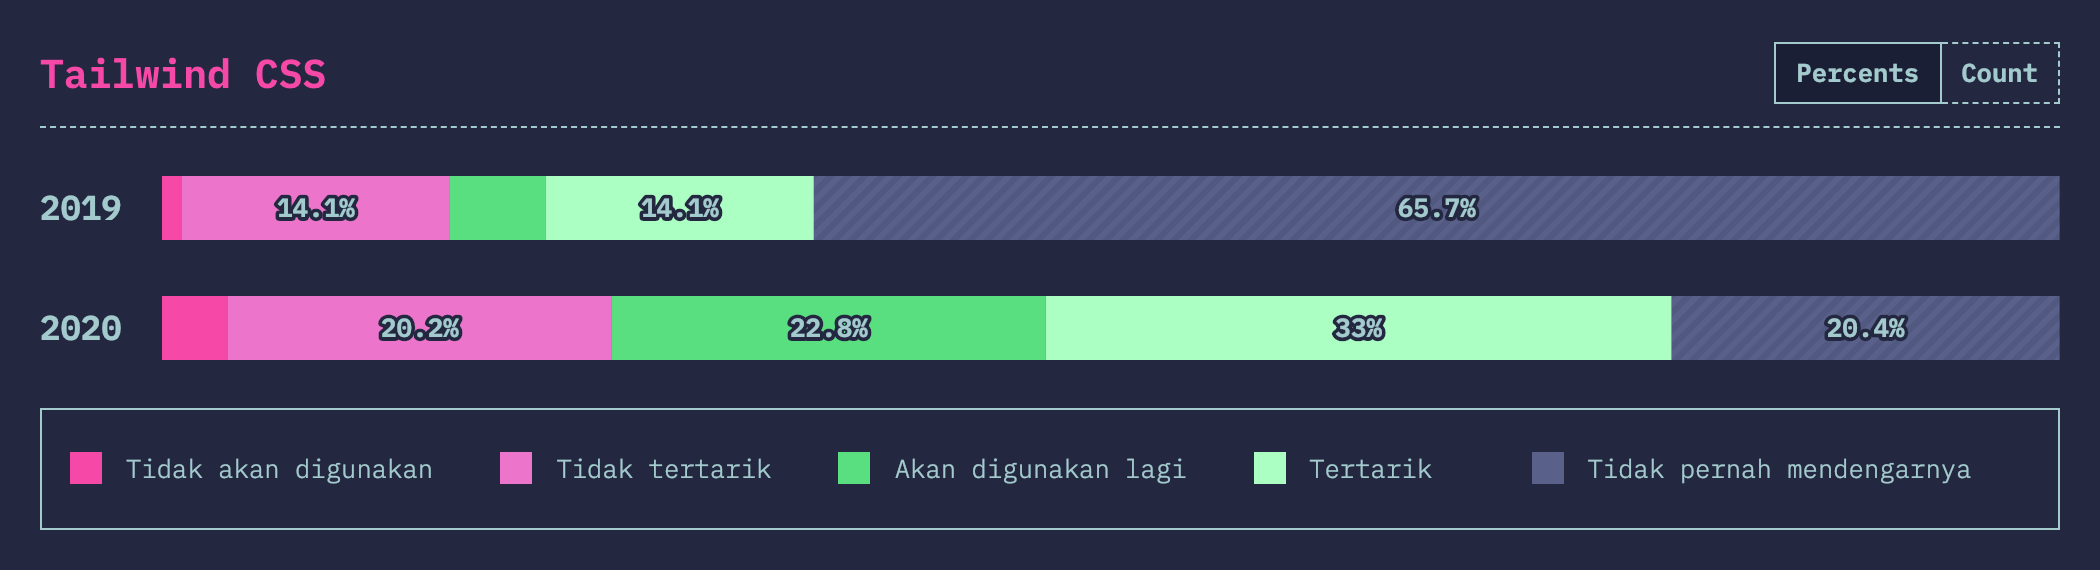 Tailwind CSS
Percents Count
2019 14.1% 14.1% 65.7%
2020 20.2% 22.8% 33% 20.4%
Tidak akan digunakan Tidak tertarik Akan digunakan lagi Tertarik Tidak pernah mendengarnya